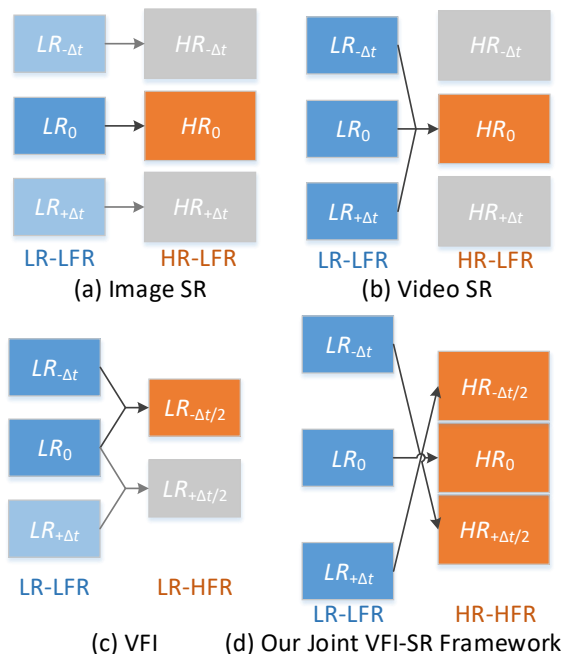 LR-Δt HR-Δt
LR0 HR0
LR+Δt HR+Δt
LR-LFR HR-LFR
(a) Image SR
LR-Δt HR-Δt
LR0 HR0
LR+Δt HR+Δt
LR-LFR HR-LFR
(b) Video SR
LR-Δt
LR-Δt/2
LR0
LR+Δt/2
LR+Δt
LR-LFR LR-HFR
(c) VFI
LR-Δt
HR-Δt/2
LR0 HR0
HR+Δt/2
LR+Δt
LR-LFR HR-HFR
(d) Our Joint VFI-SR Framework